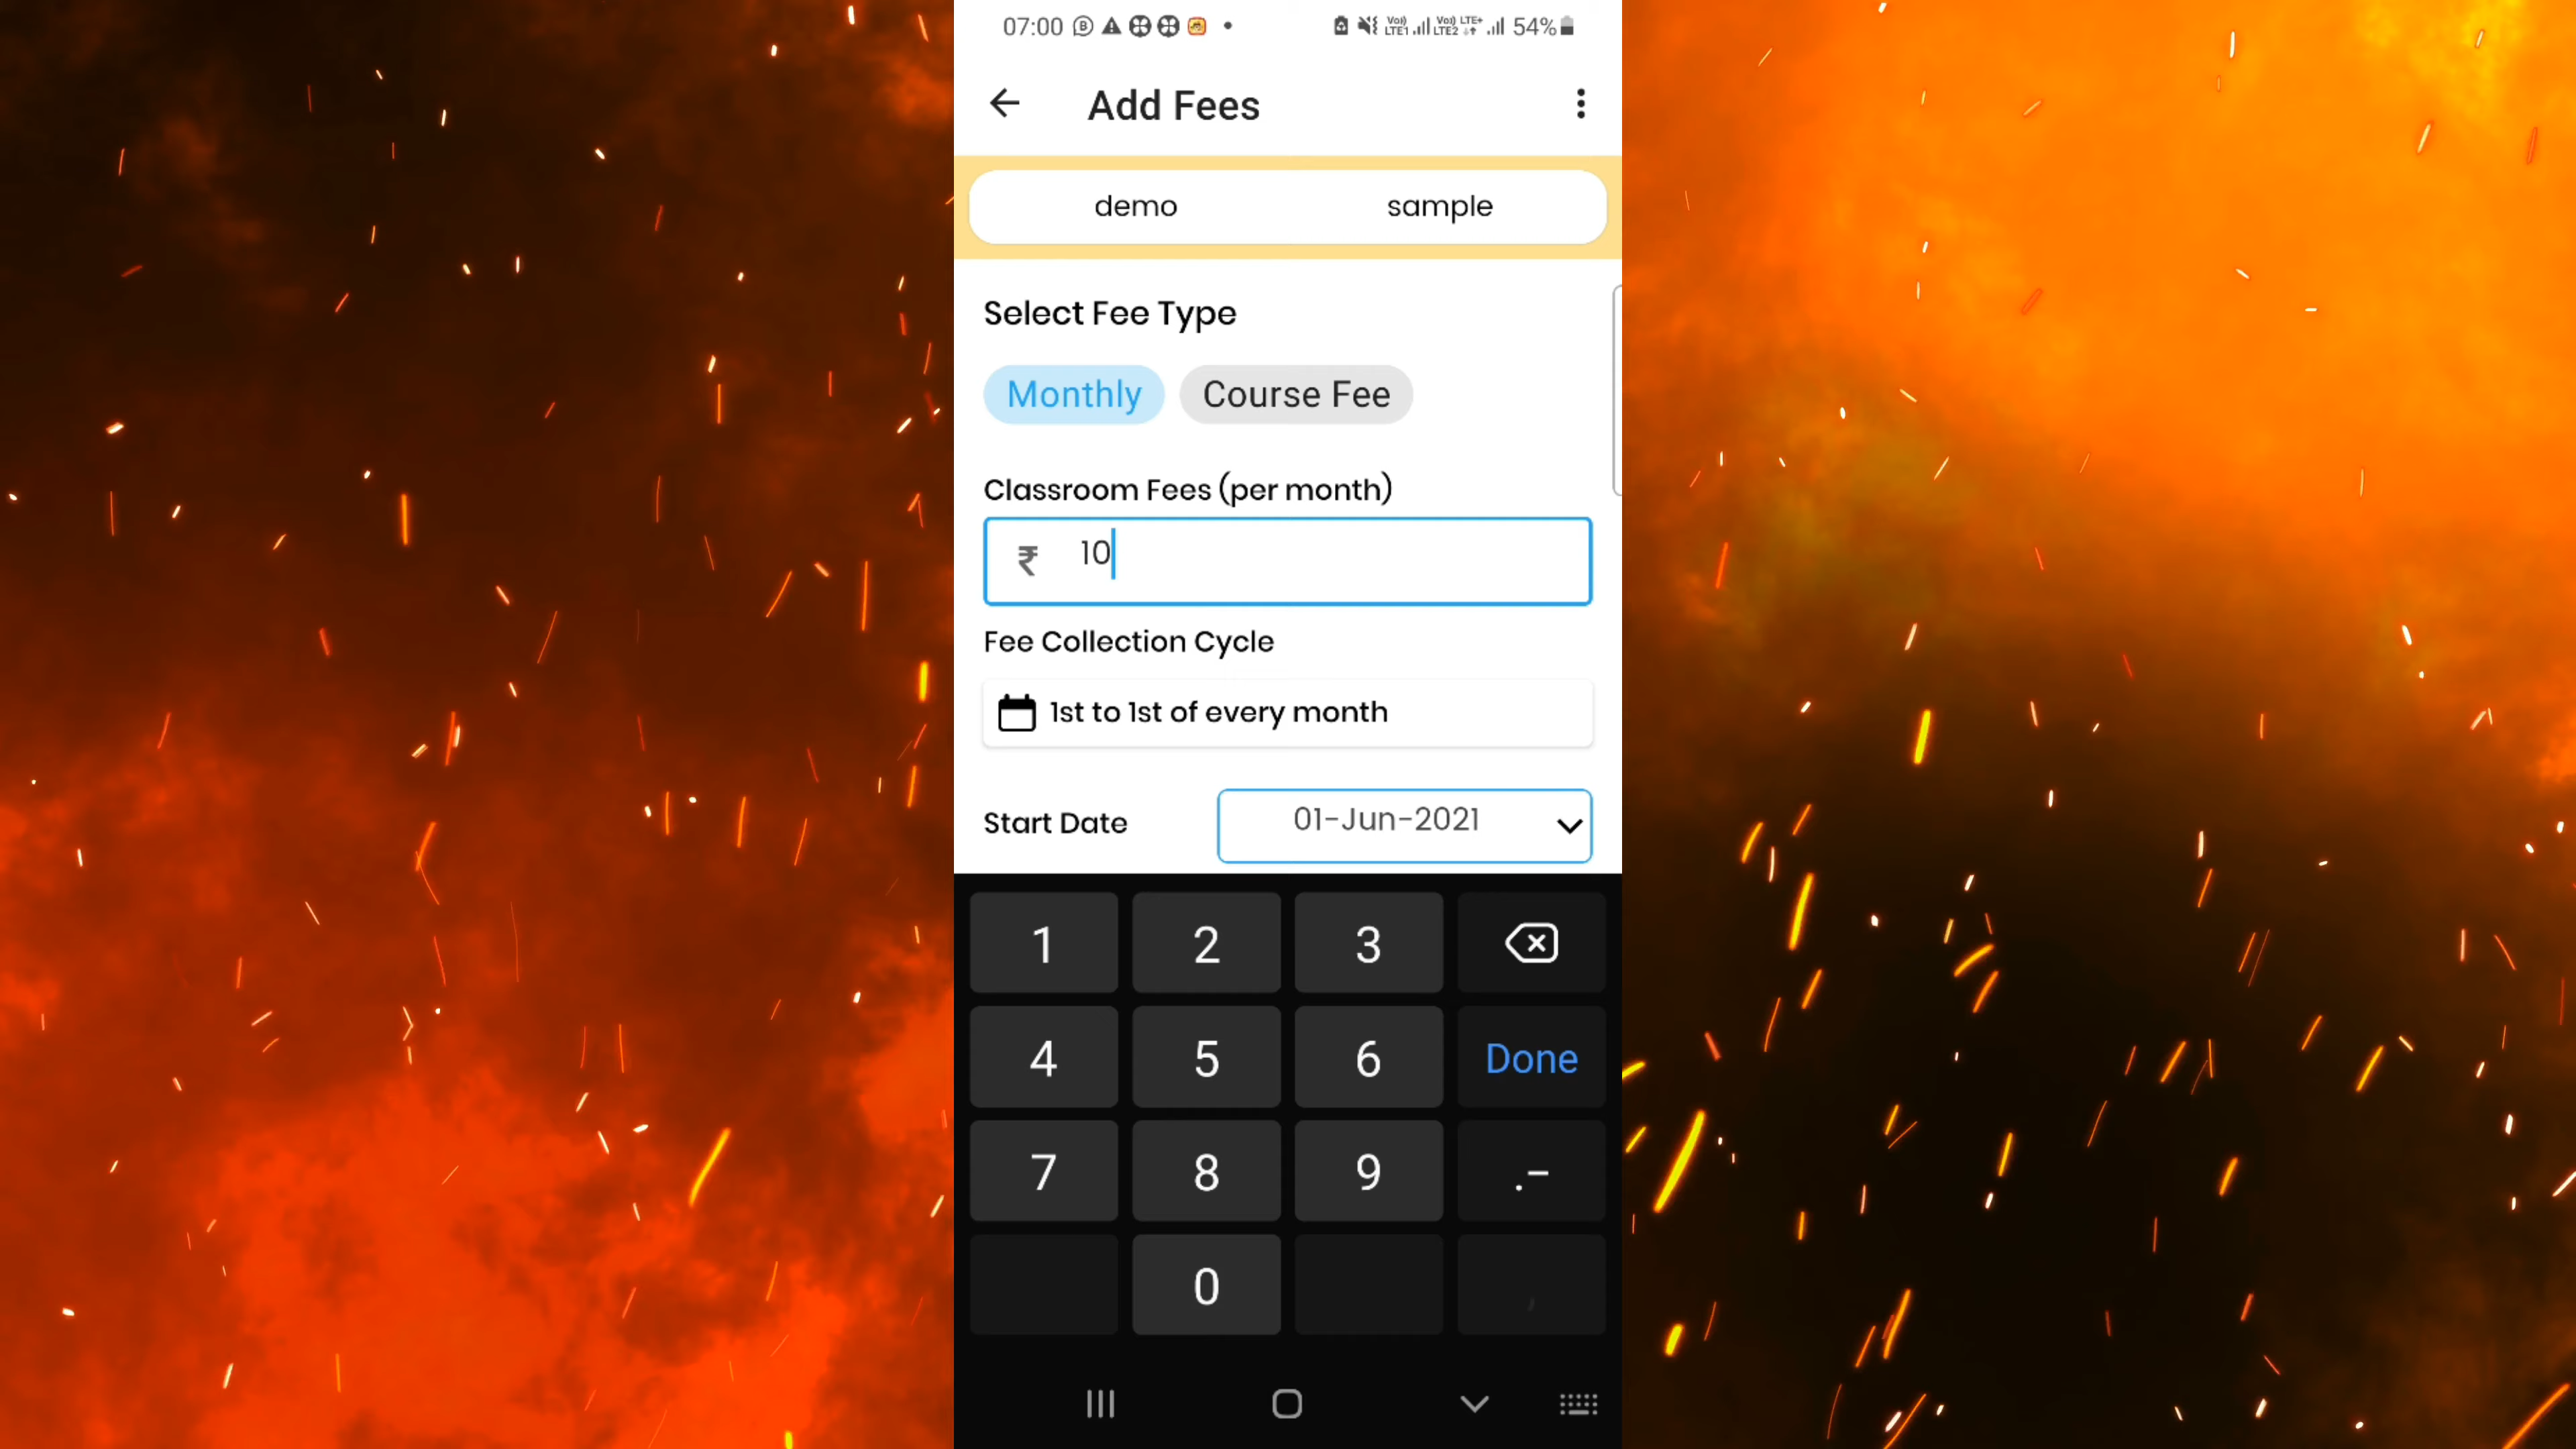 07:00 54%
Add Fees
demo sample
Select Fee Type
Monthly Course Fee
Classroom Fees (per month)
₹ 10
Fee Collection Cycle
1st to 1st of every month
Start Date 01-Jun-2021
1 2 3
4 5 6 Done
7 8 9 .-
0 ,